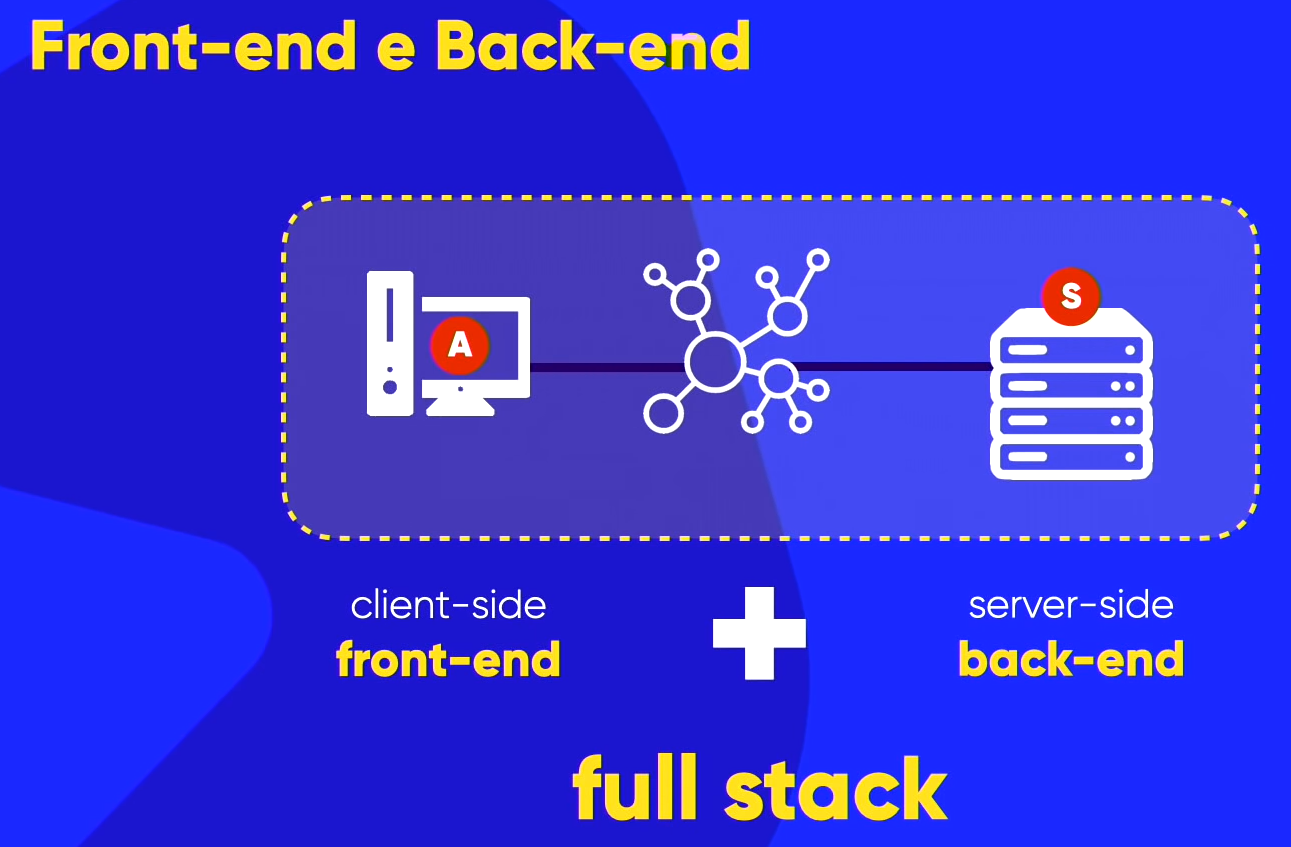 Front-end e Back-end
A
S
client-side
front-end
server-side
back-end
full stack